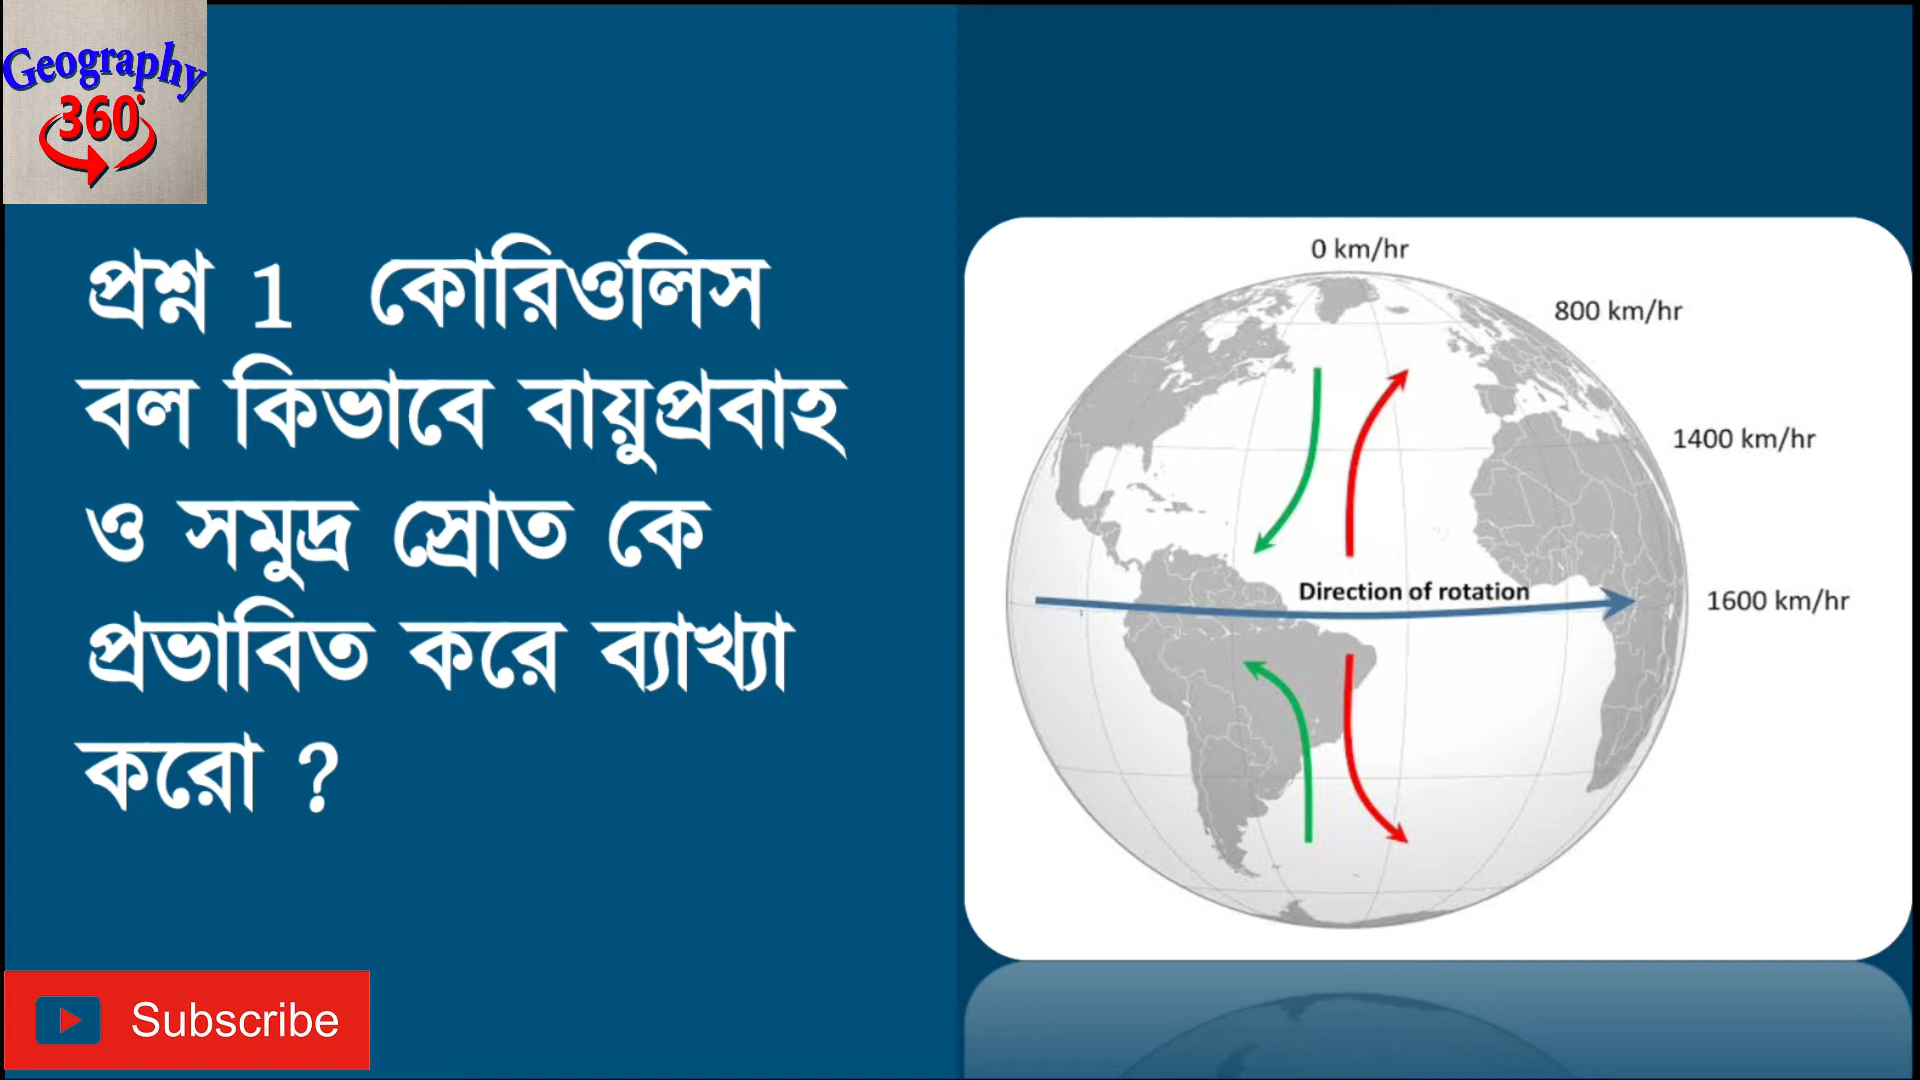 Geography
360°
প্রশ্ন 1 কোরিওলিস
বল কিভাবে বায়ুপ্রবাহ
ও সমুদ্র স্রোত কে
প্রভাবিত করে ব্যাখ্যা
করো ?
0 km/hr
800 km/hr
1400 km/hr
Direction of rotation
1600 km/hr
Subscribe